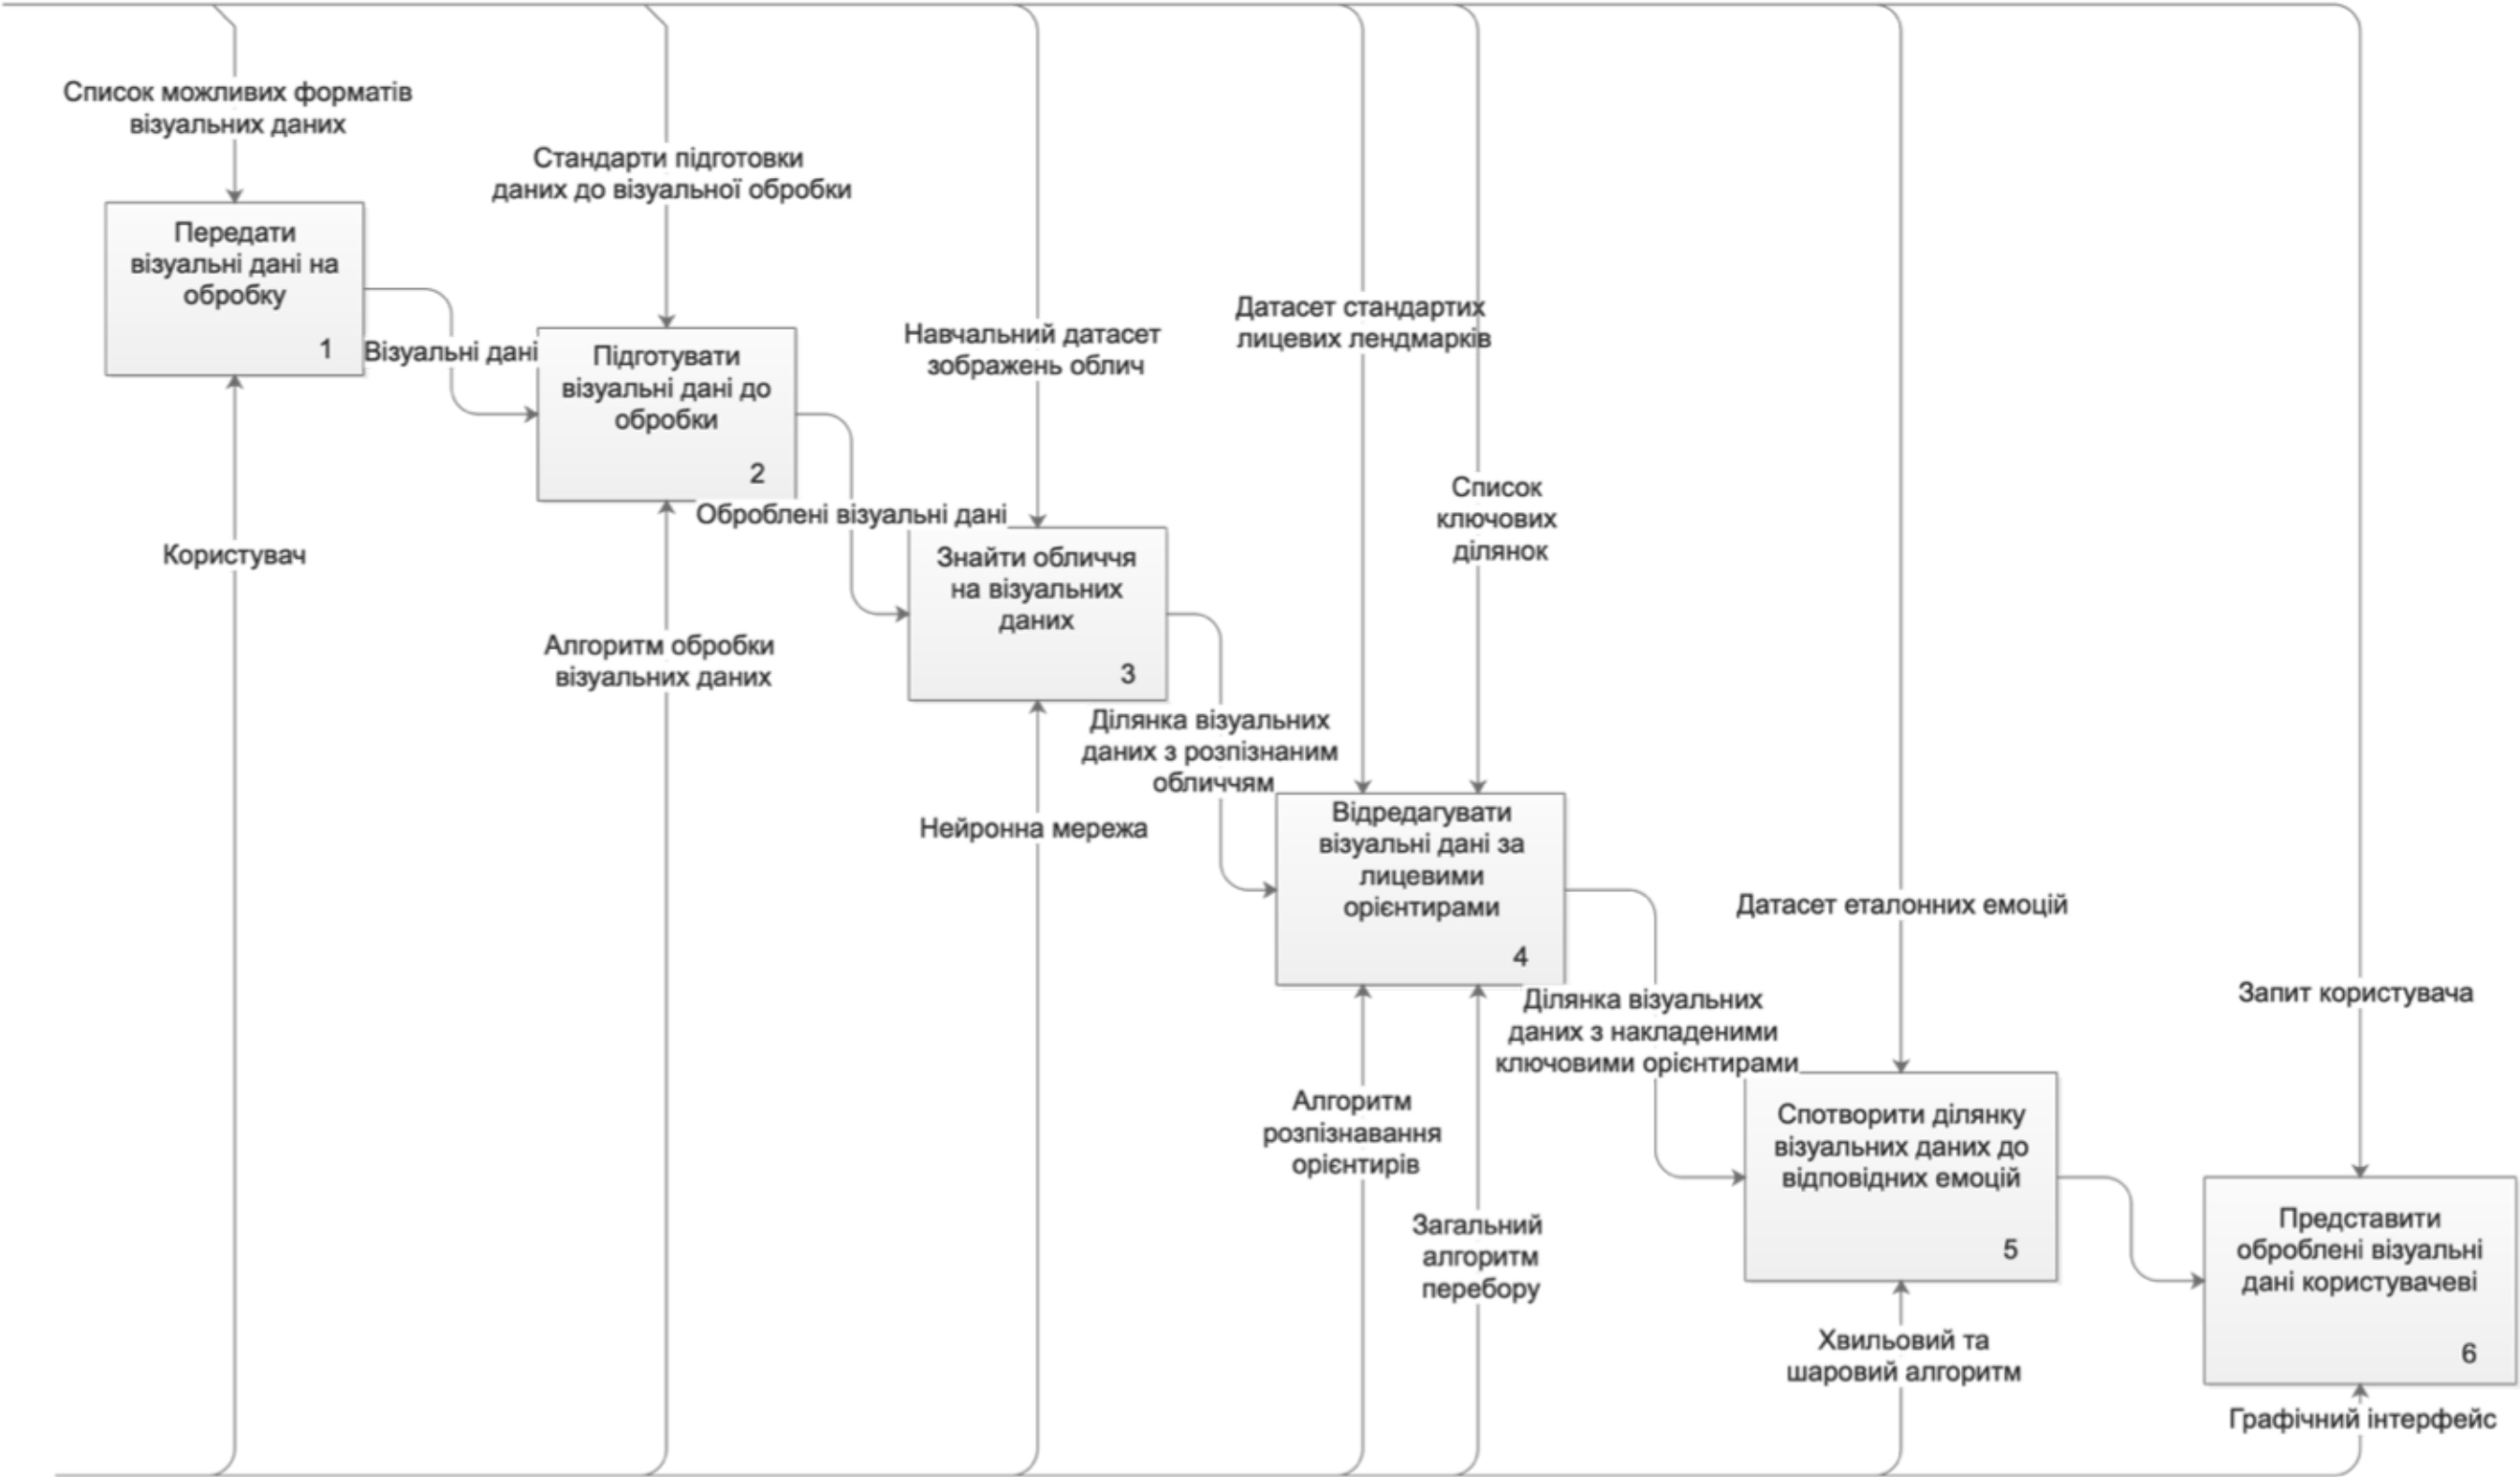 Список можливих форматів
візуальних даних
Передати
візуальні дані на
обробку
1
Візуальні дані
Користувач
Стандарти підготовки
даних до візуальної обробки
Підготувати
візуальні дані до
обробки
2
Оброблені візуальні дані
Алгоритм обробки
візуальних даних
Навчальний датасет
зображень облич
Знайти обличчя
на візуальних
даних
3
Ділянка візуальних
даних з розпізнаним
обличчям
Нейронна мережа
Датасет стандартих
лицевих лендмарків
Список
ключових
ділянок
Відредагувати
візуальні дані за
лицевими
орієнтирами
4
Ділянка візуальних
даних з накладеними
ключовими орієнтирами
Алгоритм
розпізнавання
орієнтирів
Загальний
алгоритм
перебору
Датасет еталонних емоцій
Спотворити ділянку
візуальних даних до
відповідних емоцій
5
Хвильовий та
шаровий алгоритм
Запит користувача
Представити
оброблені візуальні
дані користувачеві
6
Графічний інтерфейс